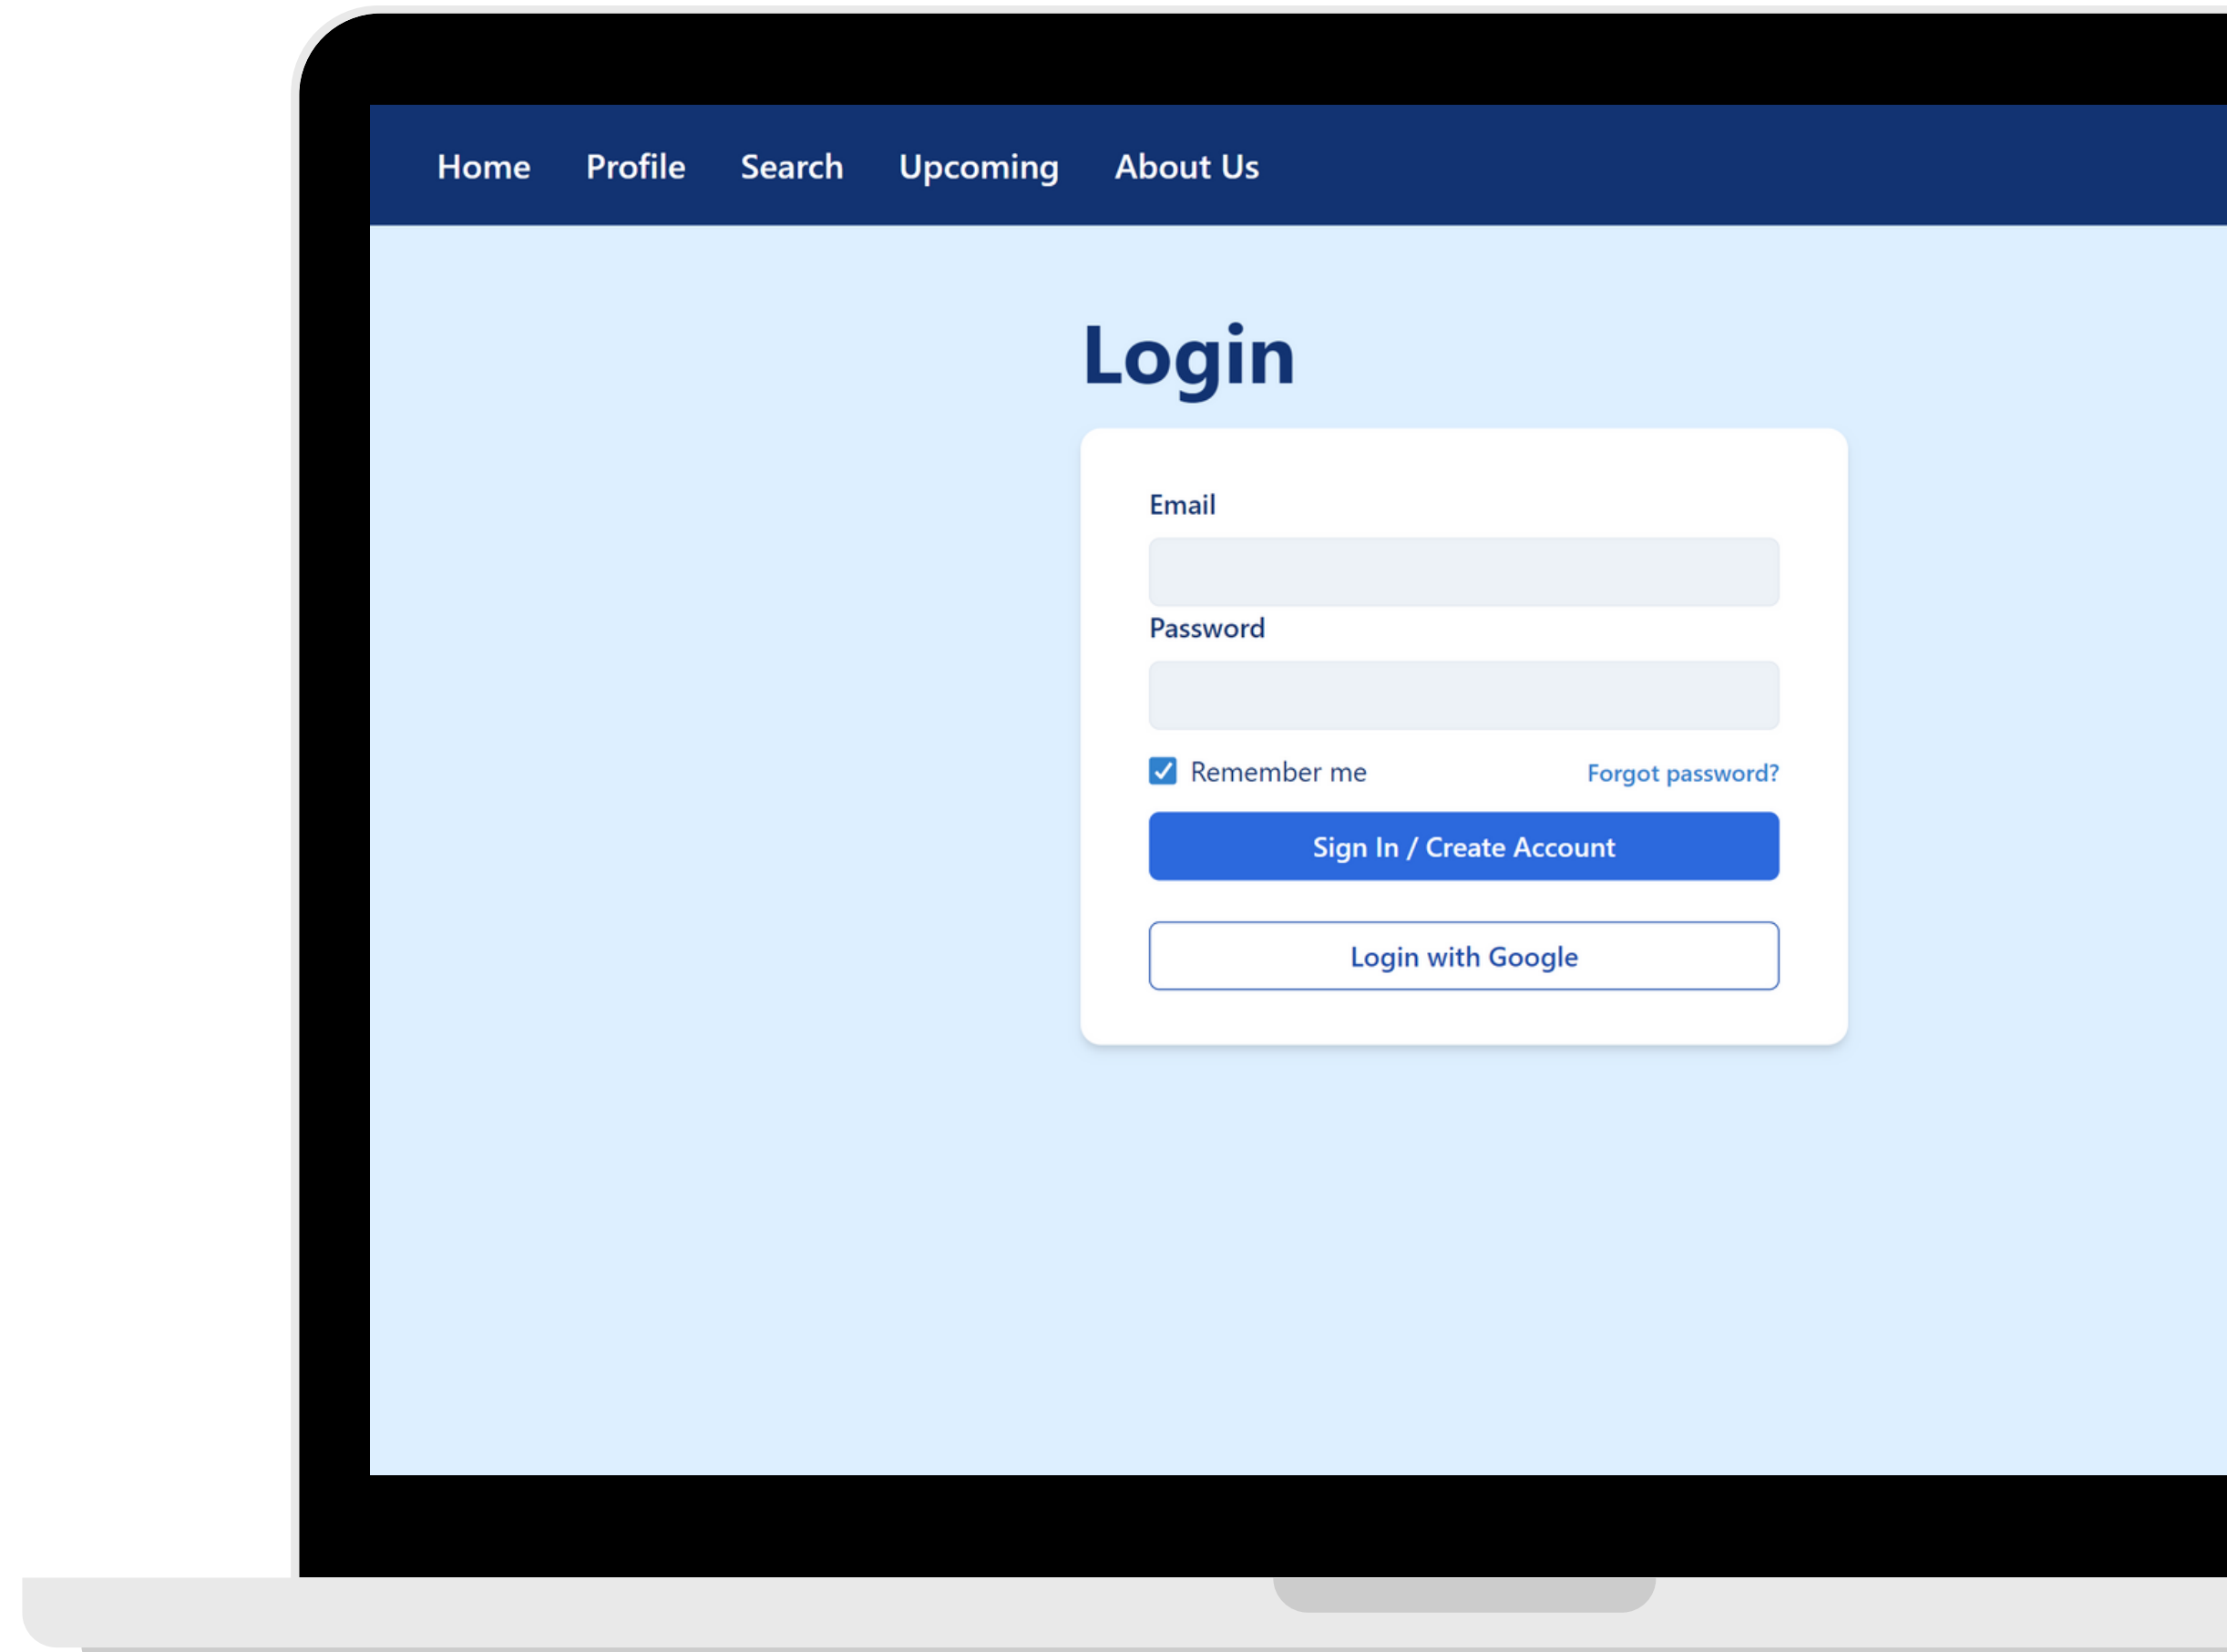 Home Profile Search Upcoming About Us
Login
Email
Password
Remember me Forgot password?
Sign In / Create Account
Login with Google